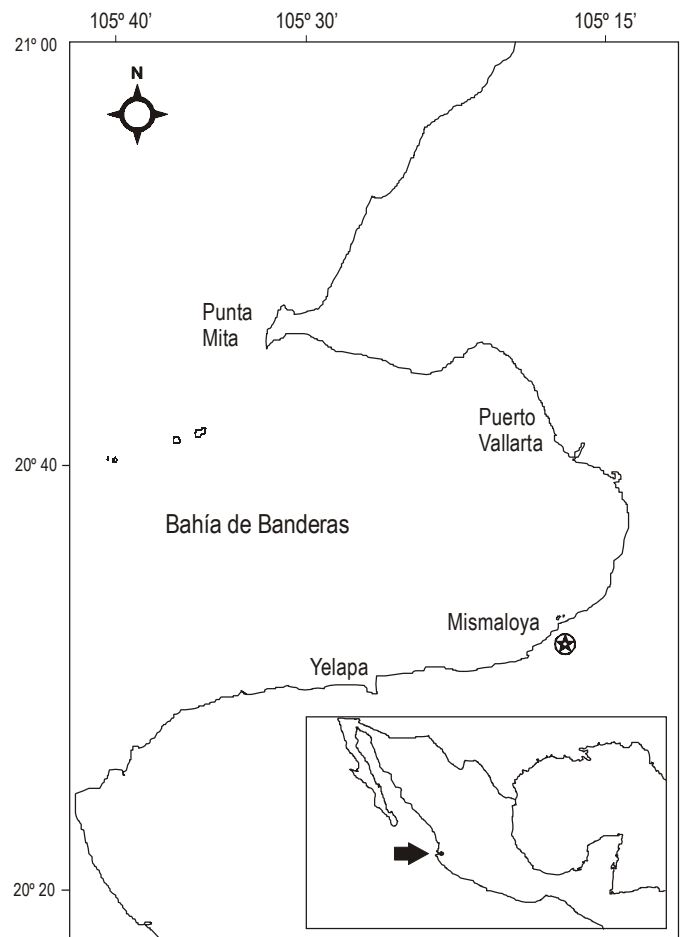 105º 40’
105º 30’
105º 15’
21º 00
N
Punta
Mita
Puerto
Vallarta
20º 40
Bahía de Banderas
Mismaloya
Yelapa
20º 20